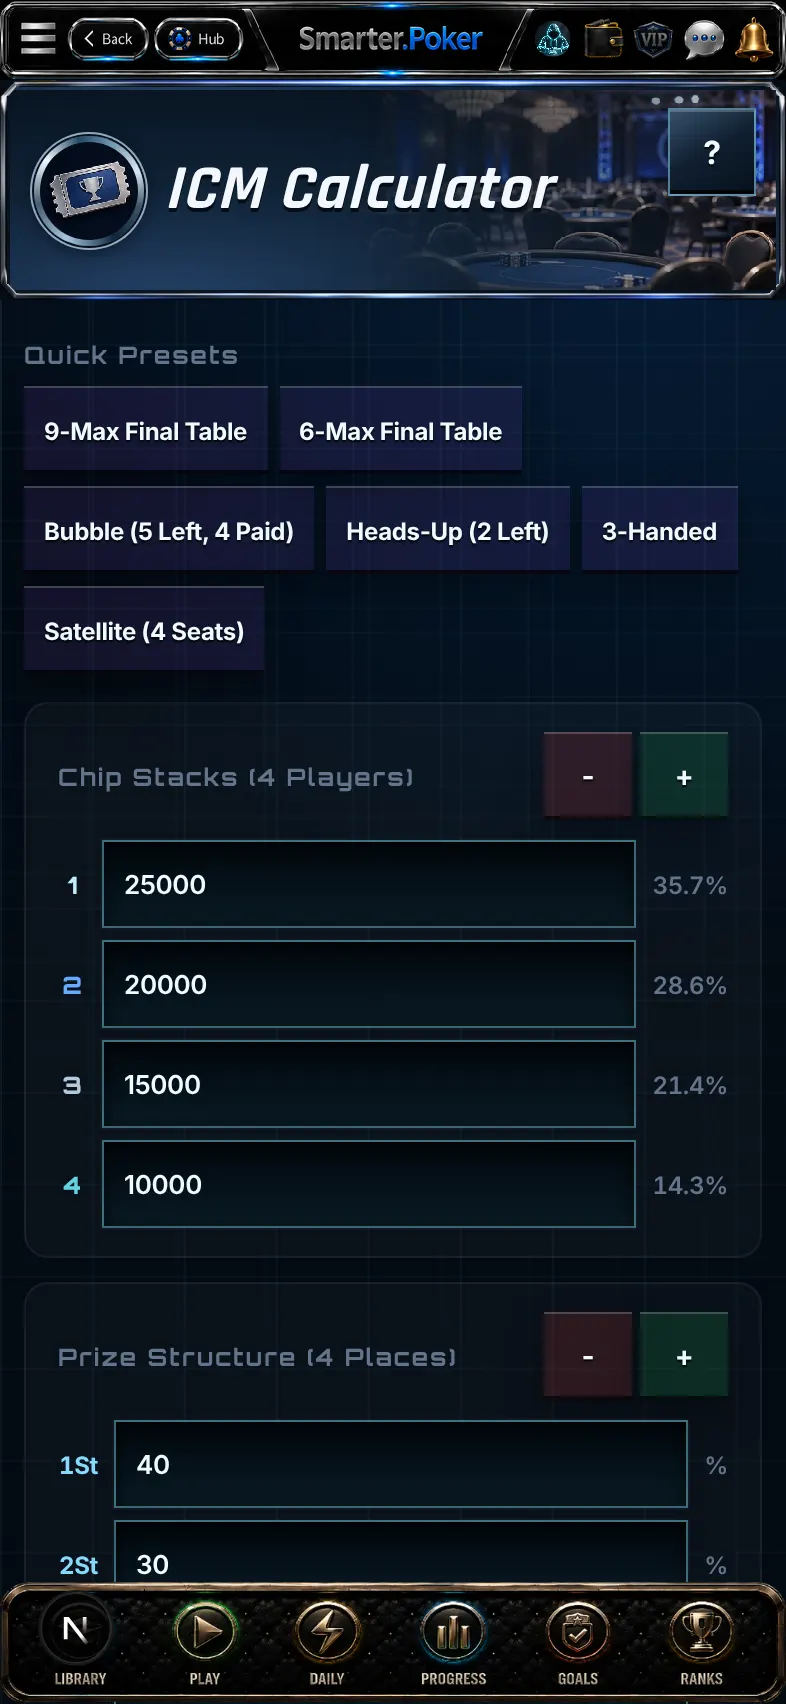 Back
Hub
Smarter.Poker
VIP
ICM Calculator
?
Quick Presets
9-Max Final Table
6-Max Final Table
Bubble (5 Left, 4 Paid)
Heads-Up (2 Left)
3-Handed
Satellite (4 Seats)
Chip Stacks (4 Players)
-
+
1
25000
35.7%
2
20000
28.6%
3
15000
21.4%
4
10000
14.3%
Prize Structure (4 Places)
-
+
1St
40
%
2St
30
%
N
LIBRARY
PLAY
DAILY
PROGRESS
GOALS
RANKS